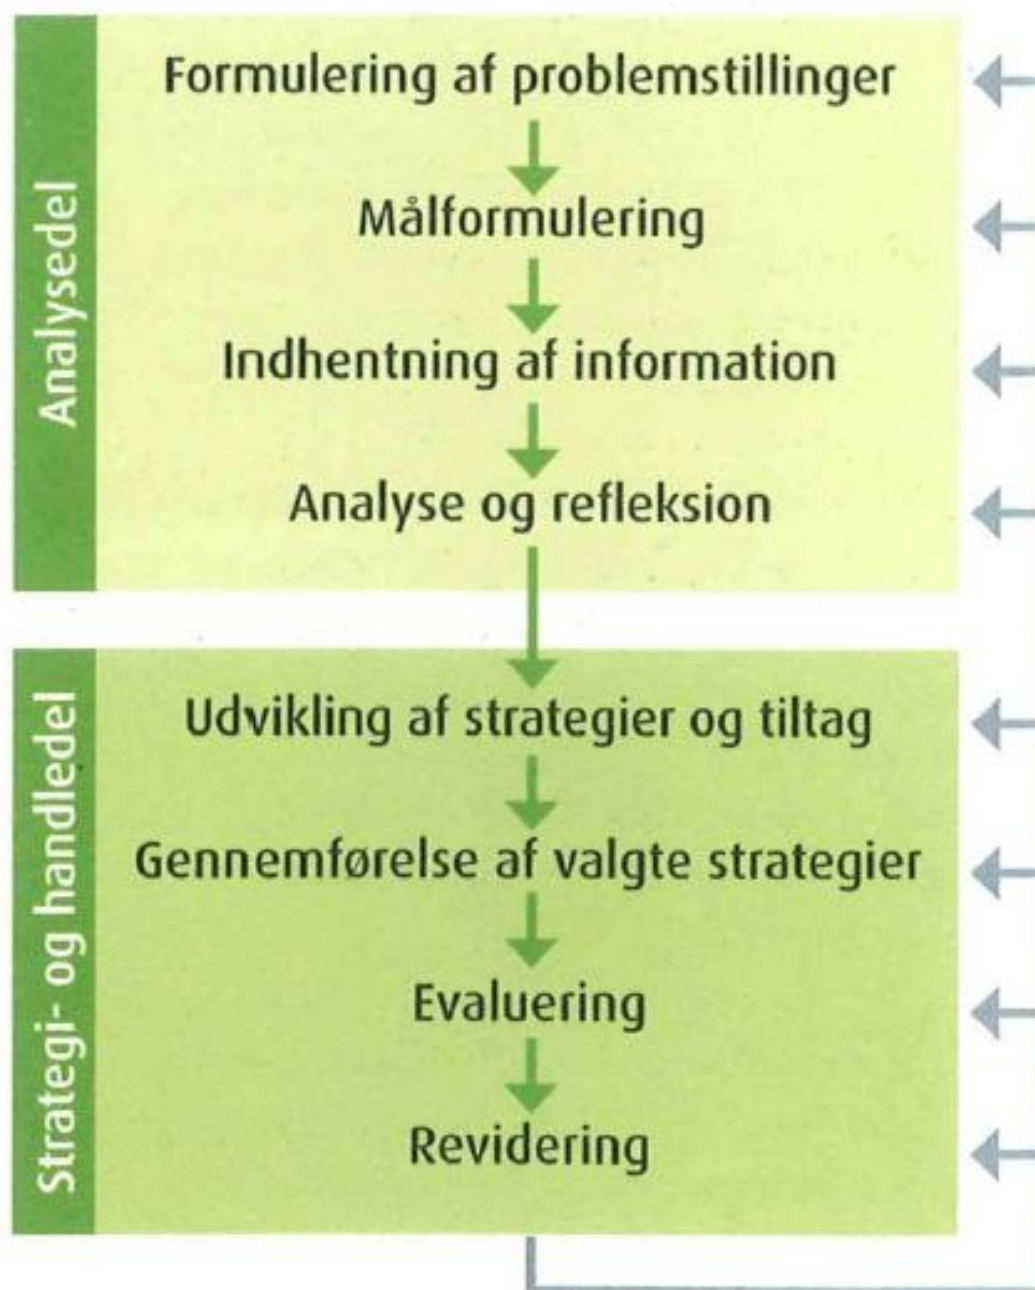 Analysedel
Formulering af problemstillinger
Målformulering
Indhentning af information
Analyse og refleksion
Strategi- og handledel
Udvikling af strategier og tiltag
Gennemførelse af valgte strategier
Evaluering
Revidering